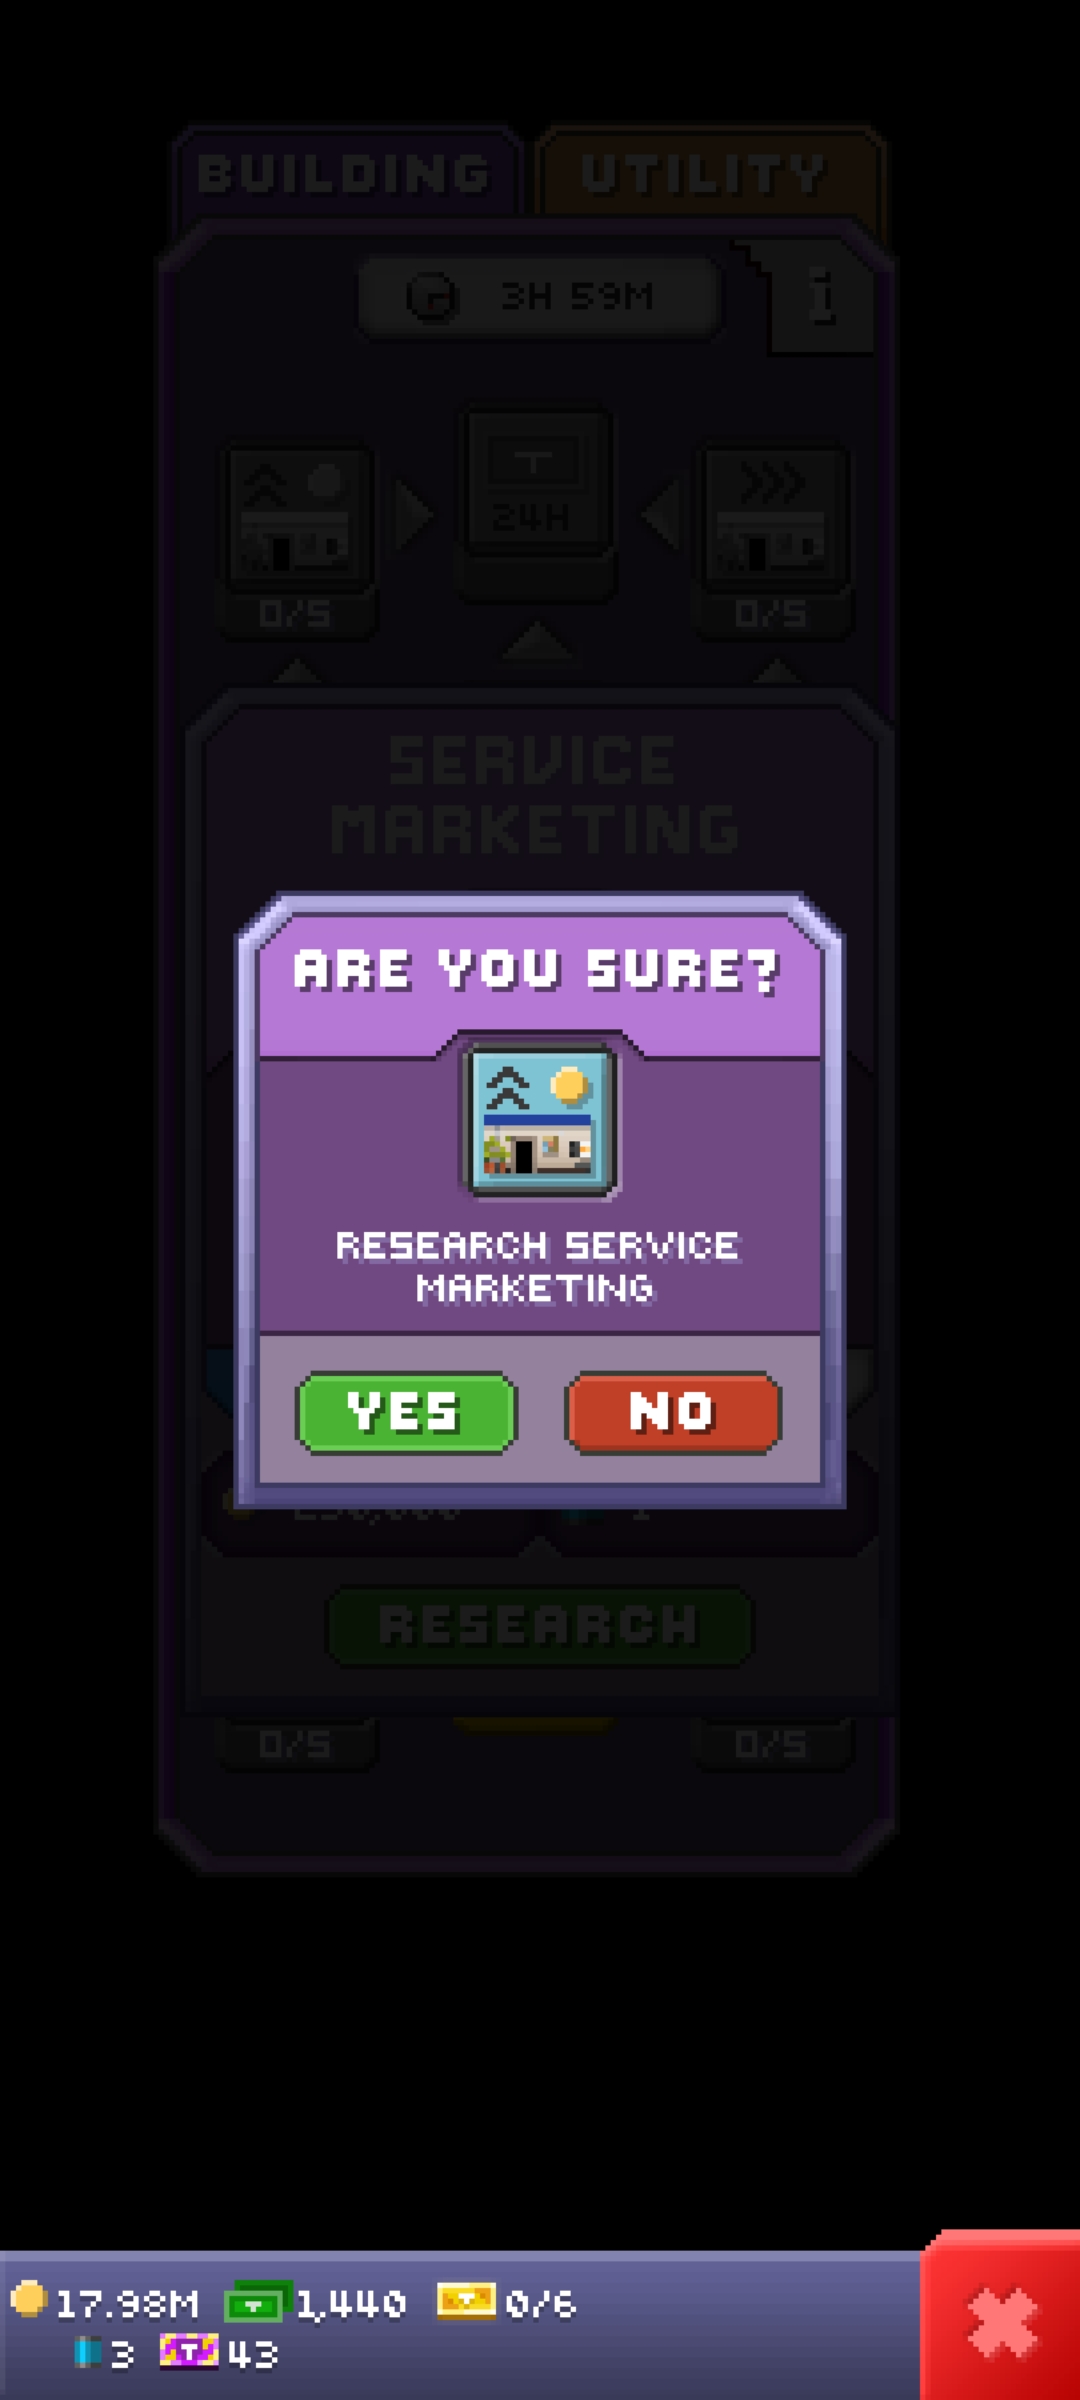 BUILDING UTILITY
3H 59M i
T
24H
0/5 0/5
SERVICE
MARKETING
ARE YOU SURE?
RESEARCH SERVICE
MARKETING
YES NO
1
RESEARCH
0/5 0/5
17.98M 1,440 0/6
3 43